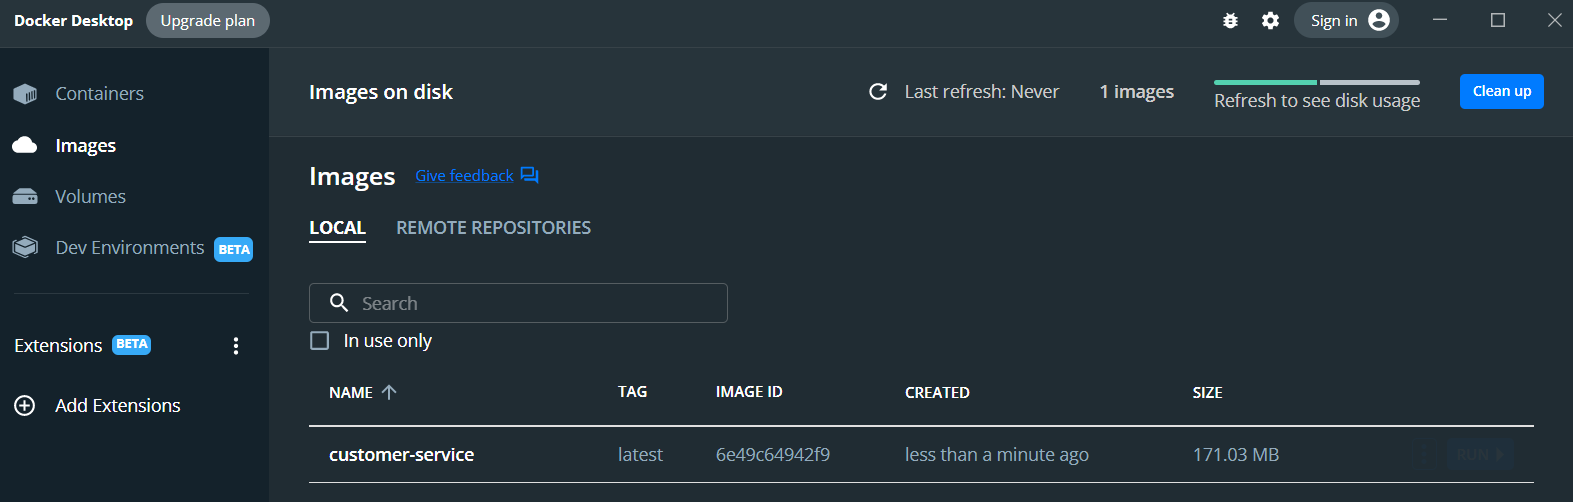 Docker Desktop Upgrade plan Sign in
Containers
Images
Volumes
Dev Environments BETA
Extensions BETA
Add Extensions
Images on disk Last refresh: Never 1 images Refresh to see disk usage Clean up
Images Give feedback
LOCAL REMOTE REPOSITORIES
Search
In use only
NAME TAG IMAGE ID CREATED SIZE
customer-service latest 6e49c64942f9 less than a minute ago 171.03 MB RUN